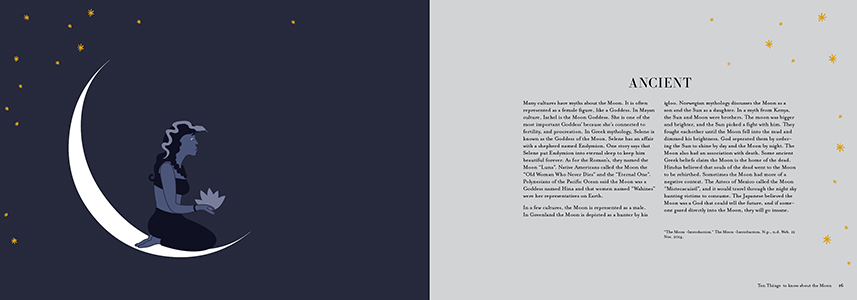 ANCIENT
Many cultures have myths about the Moon. It is often
represented as a female figure, like a Goddess. In Mayan
culture, Ixchel is the Moon Goddess. She is one of the
most important Goddess' because she's connected to
fertility, and procreation. In Greek mythology, Selene is
known as the Goddess of the Moon. Selene has an affair
with a shepherd named Endymion. One story says that
Selene put Endymion into eternal sleep to keep him
beautiful forever. As for the Roman's, they named the
Moon "Luna". Native Americans called the Moon the
"Old Woman Who Never Dies" and the "Eternal One".
Polynesians of the Pacific Ocean said the Moon was a
Goddess named Hina and that women named "Wahines"
were her representatives on Earth.
In a few cultures, the Moon is represented as a male.
In Greenland the Moon is depicted as a hunter by his
igloo. Norwegian mythology discusses the Moon as a
son and the Sun as a daughter. In a myth from Kenya,
the Sun and Moon were brothers. The moon was bigger
and brighter, and the Sun picked a fight with him. They
fought eachother until the Moon fell into the mud and
dimmed his brightness. God seperated them by order-
ing the Sun to shine by day and the Moon by night. The
Moon also had an association with death. Some ancient
Greek beliefs claim the Moon is the home of the dead.
Hindus believed that souls of the dead went to the Moon
to be rebirthed. Sometimes the Moon had more of a
negative context. The Aztecs of Mexico called the Moon
and it would travel through the night sky
hunting victims to consume. The Japanese believed the
Moon was a God that could tell the future, and if some-
one gazed directly into the Moon, they will go insane.
"The Moon -Introduction." The Moon -Introduction. N.p., n.d. Web. 22
Nov. 2014.
Ten Things to know about the Moon 26